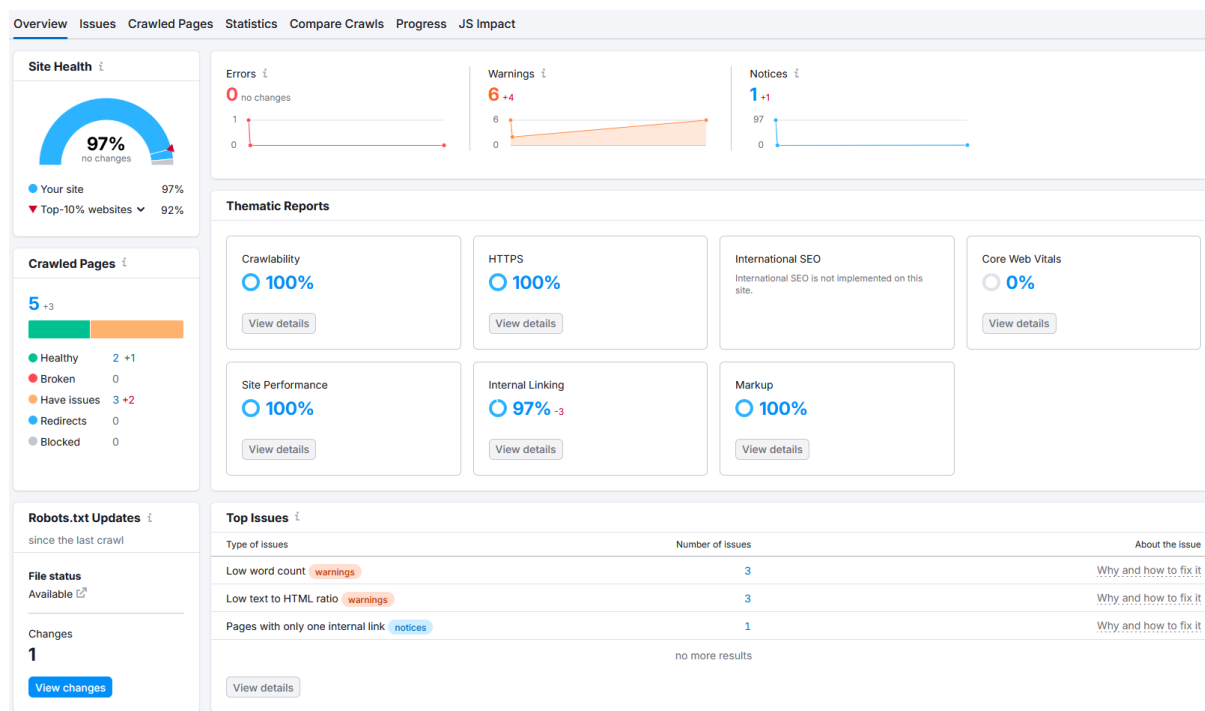 Overview Issues Crawled Pages Statistics Compare Crawls Progress JS Impact
Site Health i
97%
no changes
Your site 97%
Top-10% websites 92%
Errors i
0 no changes
1
0
Warnings i
6 +4
6
0
Notices i
1 +1
97
0
Crawled Pages i
5 +3
Healthy 2 +1
Broken 0
Have issues 3 +2
Redirects 0
Blocked 0
Thematic Reports
Crawlability
100%
View details
HTTPS
100%
View details
International SEO
International SEO is not implemented on this
site.
Core Web Vitals
0%
View details
Site Performance
100%
View details
Internal Linking
97% -3
View details
Markup
100%
View details
Robots.txt Updates i
since the last crawl
File status
Available
Changes
1
View changes
Top Issues i
Type of issues Number of issues About the issue
Low word count warnings 3 Why and how to fix it
Low text to HTML ratio warnings 3 Why and how to fix it
Pages with only one internal link notices 1 Why and how to fix it
no more results
View details